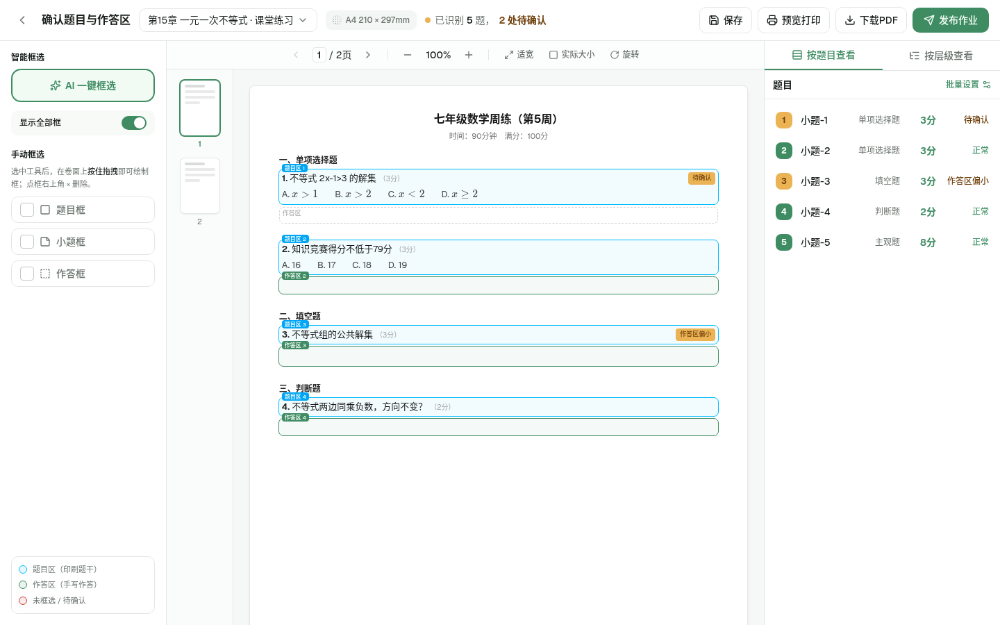 确认题目与作答区
第15章 一元一次不等式 · 课堂练习
A4 210 × 297mm
已识别 5 题， 2 处待确认
保存
预览打印
下载PDF
发布作业
智能框选
AI 一键框选
显示全部框
手动框选
选中工具后，在卷面上按住拖拽即可绘制
框；点框右上角 × 删除。
题目框
小题框
作答框
题目区（印刷题干）
作答区（手写作答）
未框选 / 待确认
1 / 2页
100%
适宽
实际大小
旋转
1
2
七年级数学周练（第5周）
时间：90分钟 满分：100分
一、单项选择题
题目区 1
1. 不等式 2x-1>3 的解集 （3分）
待确认
A. x > 1 B. x > 2 C. x < 2 D. x ≥ 2
作答区
题目区 2
2. 知识竞赛得分不低于79分 （3分）
A. 16 B. 17 C. 18 D. 19
作答区 2
二、填空题
题目区 3
3. 不等式组的公共解集 （3分）
作答区偏小
作答区 3
三、判断题
题目区 4
4. 不等式两边同乘负数，方向不变？ （2分）
作答区 4
按题目查看
按层级查看
题目
批量设置
1 小题-1 单项选择题 3分 待确认
2 小题-2 单项选择题 3分 正常
3 小题-3 填空题 3分 作答区偏小
4 小题-4 判断题 2分 正常
5 小题-5 主观题 8分 正常